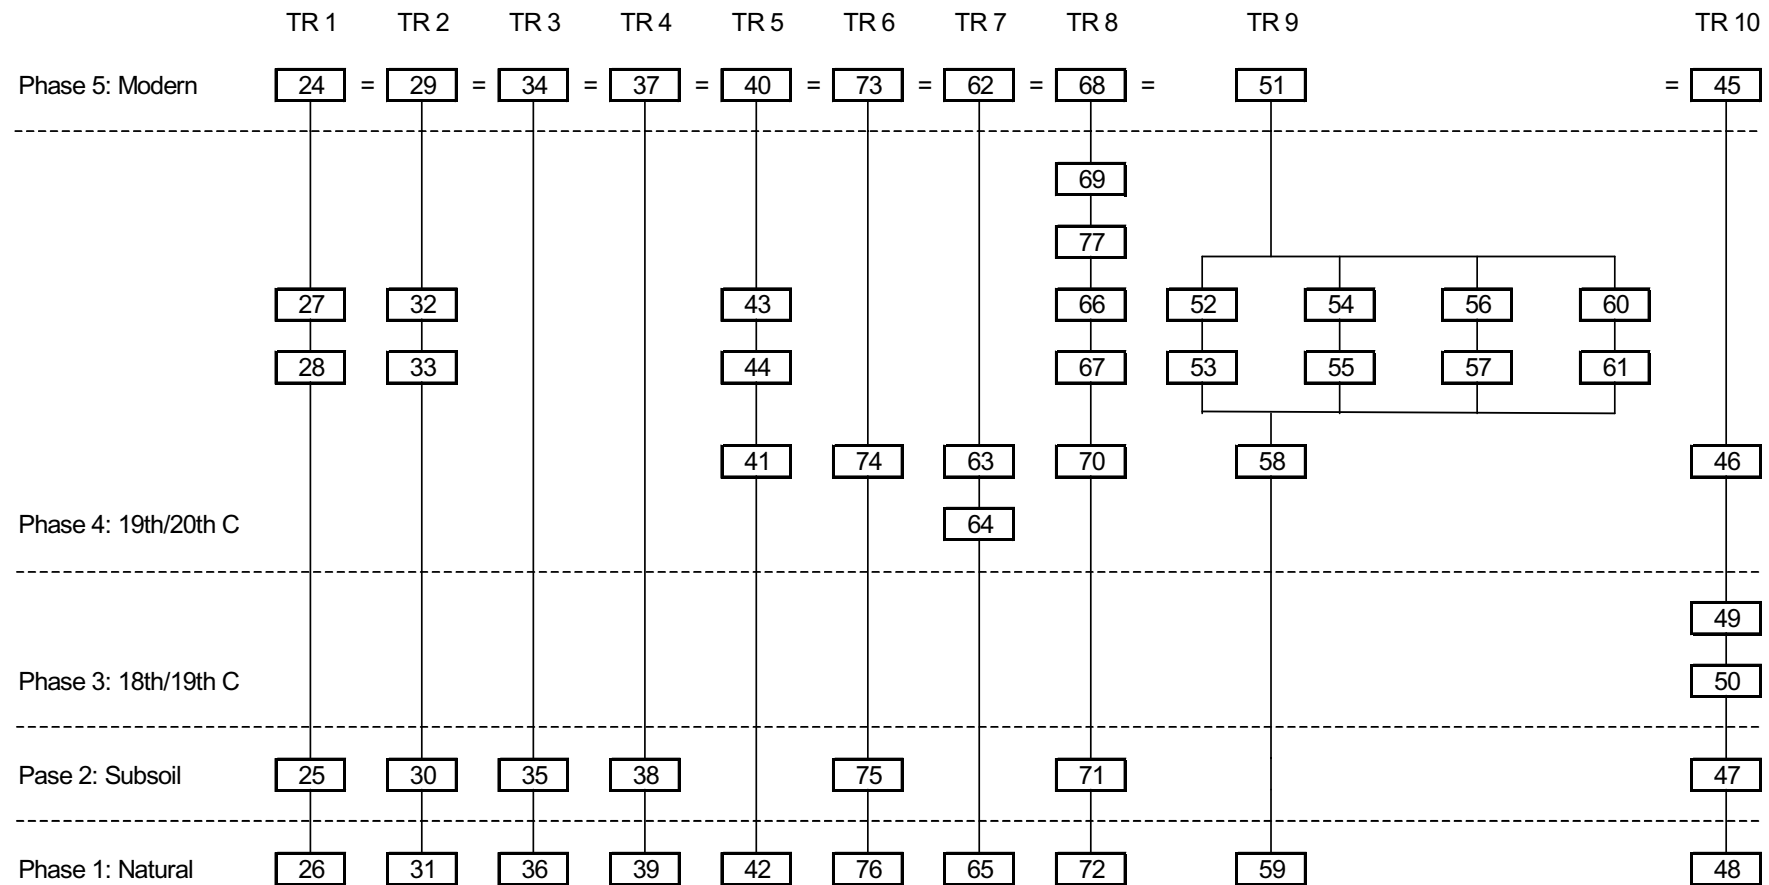 TR 1 TR 2 TR 3 TR 4 TR 5 TR 6 TR 7 TR 8 TR 9 TR 10
Phase 5: Modern 24 = 29 = 34 = 37 = 40 = 73 = 62 = 68 = 51 = 45
69
77
27 32 43 66 52 54 56 60
28 33 44 67 53 55 57 61
41 74 63 70 58 46
Phase 4: 19th/20th C 64
49
Phase 3: 18th/19th C 50
Pase 2: Subsoil 25 30 35 38 75 71 47
Phase 1: Natural 26 31 36 39 42 76 65 72 59 48